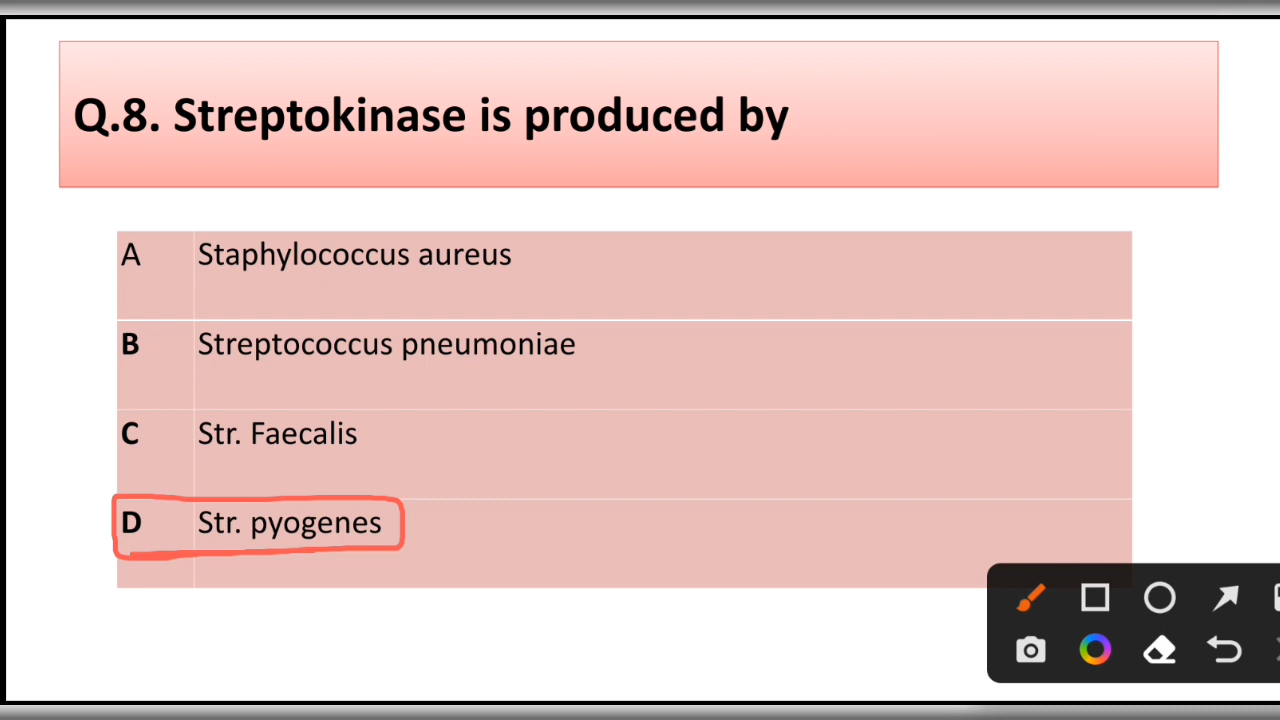 Q.8. Streptokinase is produced by
A Staphylococcus aureus
B Streptococcus pneumoniae
C Str. Faecalis
D Str. pyogenes